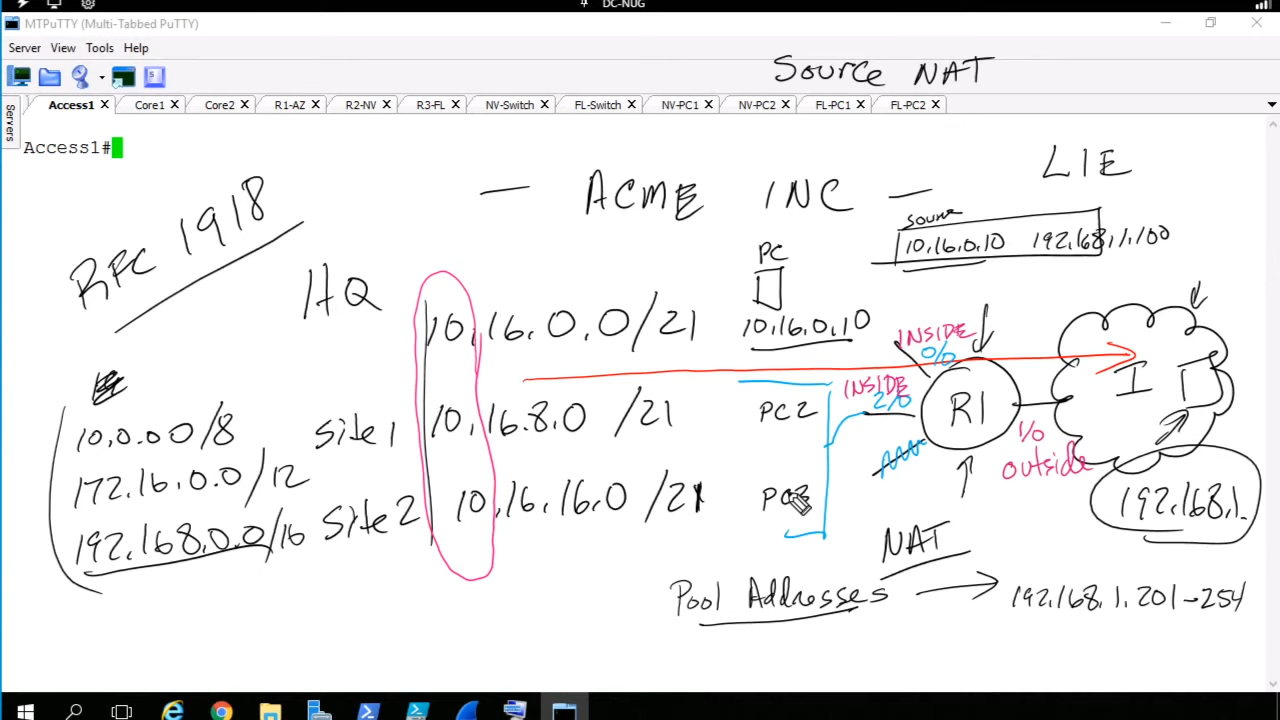 DC-NUG
MTPuTTY (Multi-Tabbed PuTTY)
Server View Tools Help
Source NAT
Access1 Core1 Core2 R1-AZ R2-NV R3-FL NV-Switch FL-Switch NV-PC1 NV-PC2 FL-PC1 FL-PC2
Servers
Access1#
LIE
RFC 1918
— ACME INC —
Source
10.16.0.10 192.168.1.100
PC
HQ 10.16.0.0/21 10.16.0.10
INSIDE
0/0
INSIDE
2/0
R1
I T
1/0
outside
10.0.0.0/8
Site1 10.16.8.0 /21 PC2
172.16.0.0/12
192.168.0.0/16
Site2 10.16.16.0 /21 PC3
192.168.1.
NAT
Pool Addresses → 192.168.1.201-254